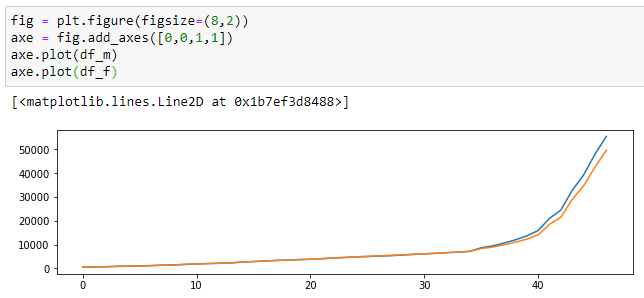 fig = plt.figure(figsize=(8,2))
axe = fig.add_axes([0,0,1,1])
axe.plot(df_m)
axe.plot(df_f)
[<matplotlib.lines.Line2D at 0x1b7ef3d8488>]
50000
40000
30000
20000
10000
0
0 10 20 30 40